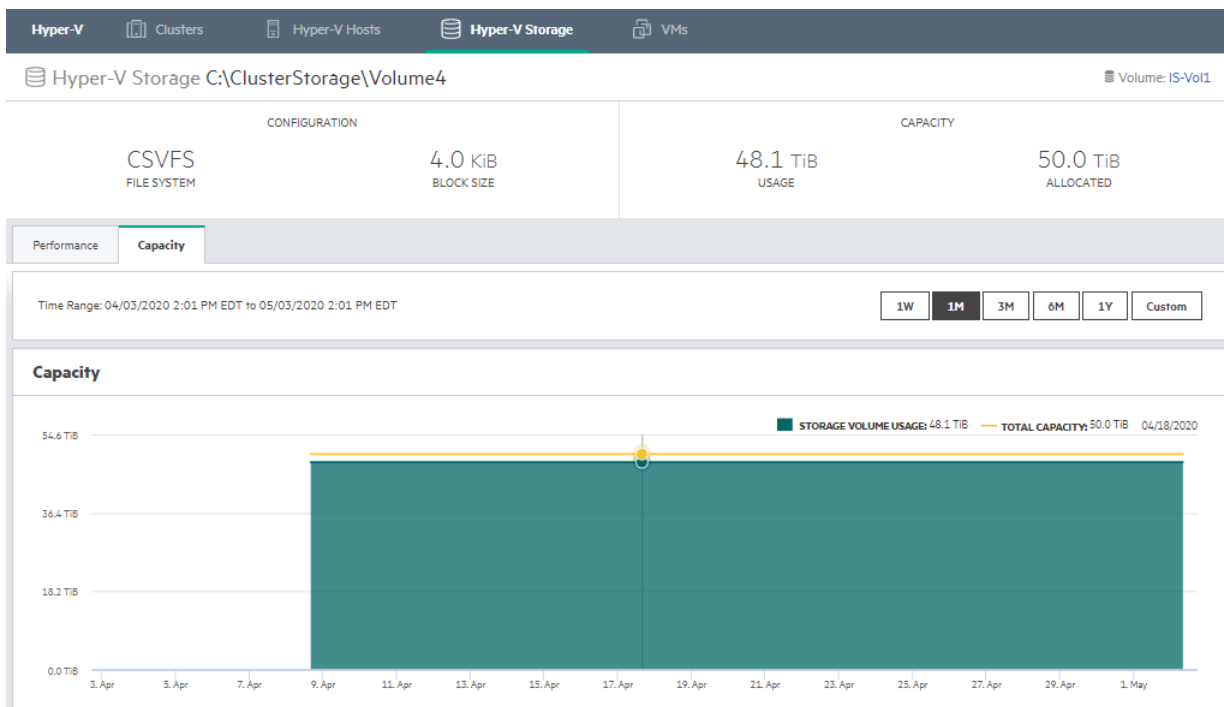 Hyper-V Clusters Hyper-V Hosts Hyper-V Storage VMs
Hyper-V Storage C:\ClusterStorage\Volume4 Volume: IS-Vol1
CONFIGURATION CAPACITY
CSVFS 4.0 KiB 48.1 TiB 50.0 TiB
FILE SYSTEM BLOCK SIZE USAGE ALLOCATED
Performance Capacity
Time Range: 04/03/2020 2:01 PM EDT to 05/03/2020 2:01 PM EDT 1W 1M 3M 6M 1Y Custom
Capacity
STORAGE VOLUME USAGE: 48.1 TiB TOTAL CAPACITY: 50.0 TiB 04/18/2020
54.6 TiB
36.4 TiB
18.2 TiB
0.0 TiB
3. Apr 5. Apr 7. Apr 9. Apr 11. Apr 13. Apr 15. Apr 17. Apr 19. Apr 21. Apr 23. Apr 25. Apr 27. Apr 29. Apr 1. May